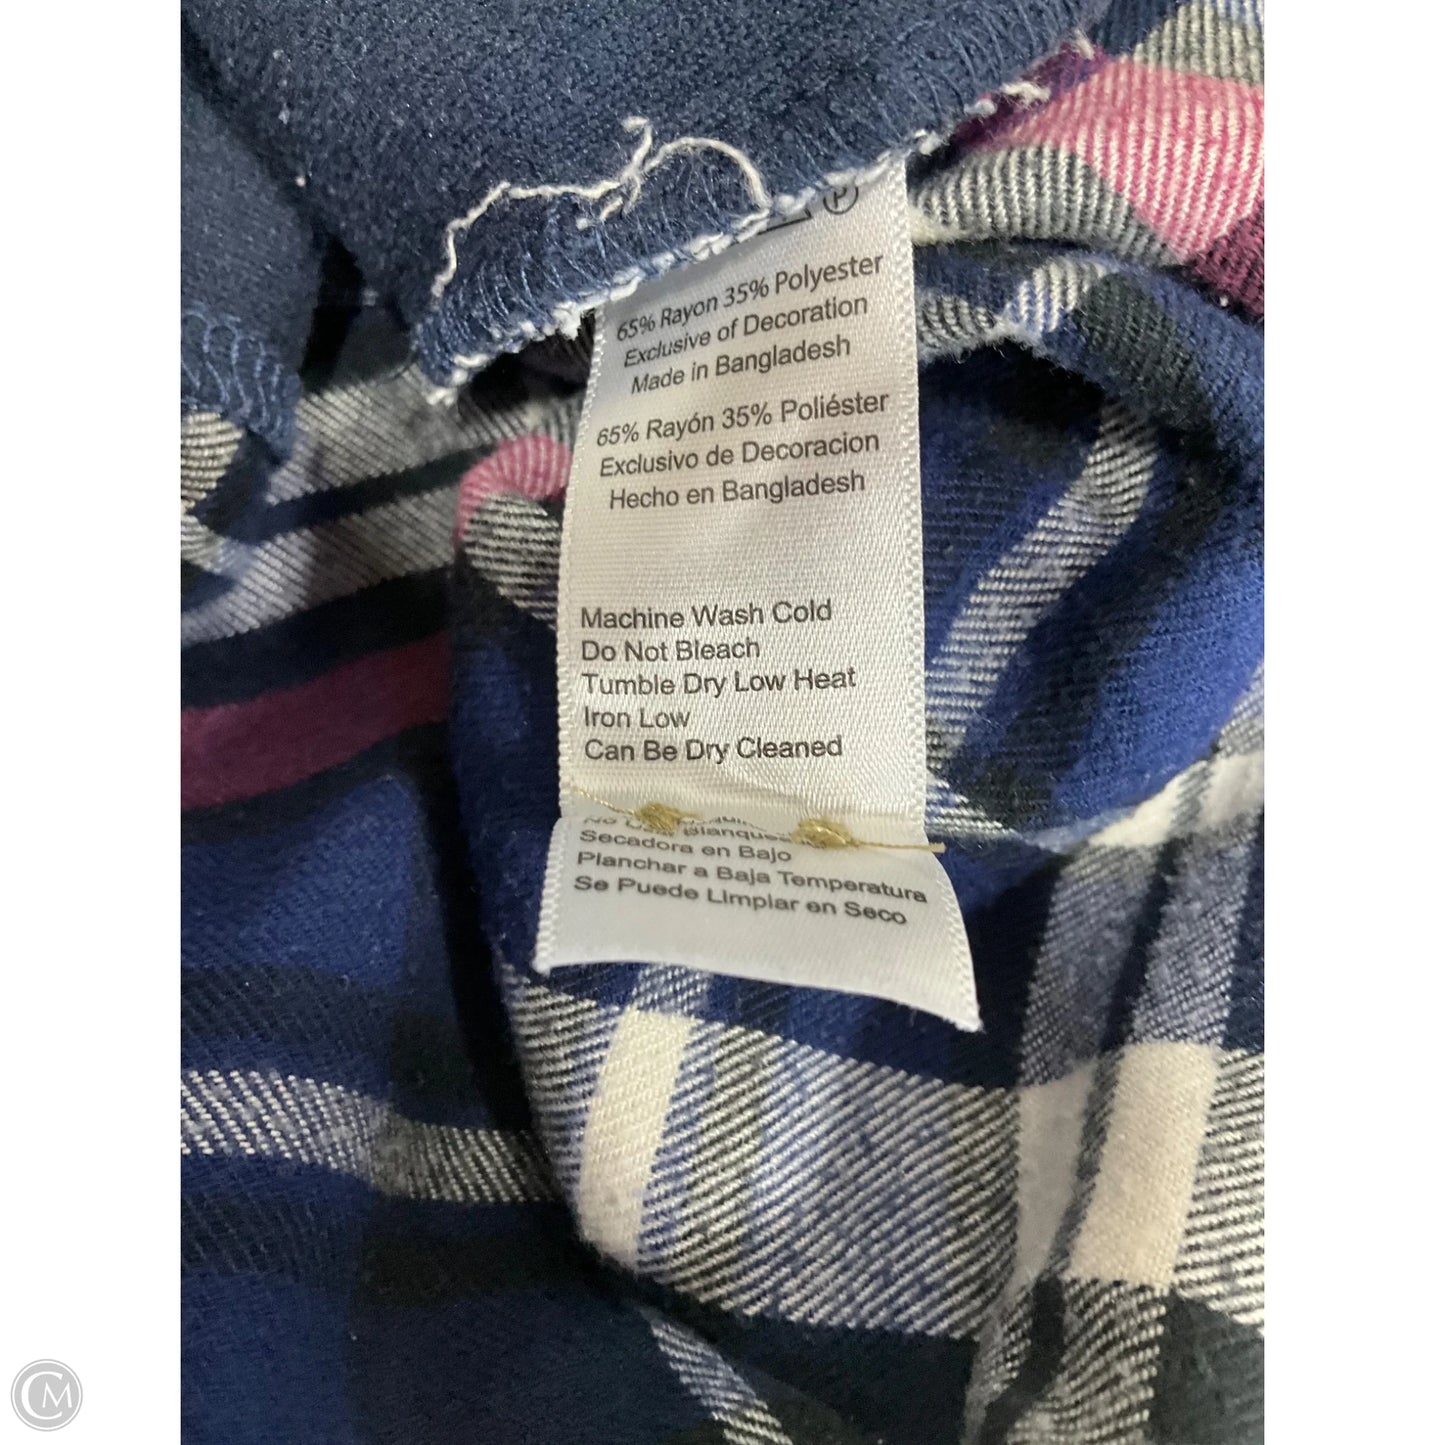 P
65% Rayon 35% Polyester
Exclusive of Decoration
Made in Bangladesh
65% Rayón 35% Poliéster
Exclusivo de Decoracion
Hecho en Bangladesh
Machine Wash Cold
Do Not Bleach
Tumble Dry Low Heat
Iron Low
Can Be Dry Cleaned
No
Secadora en Bajo
Planchar a Baja Temperatura
Se Puede Limpiar en Seco
CM